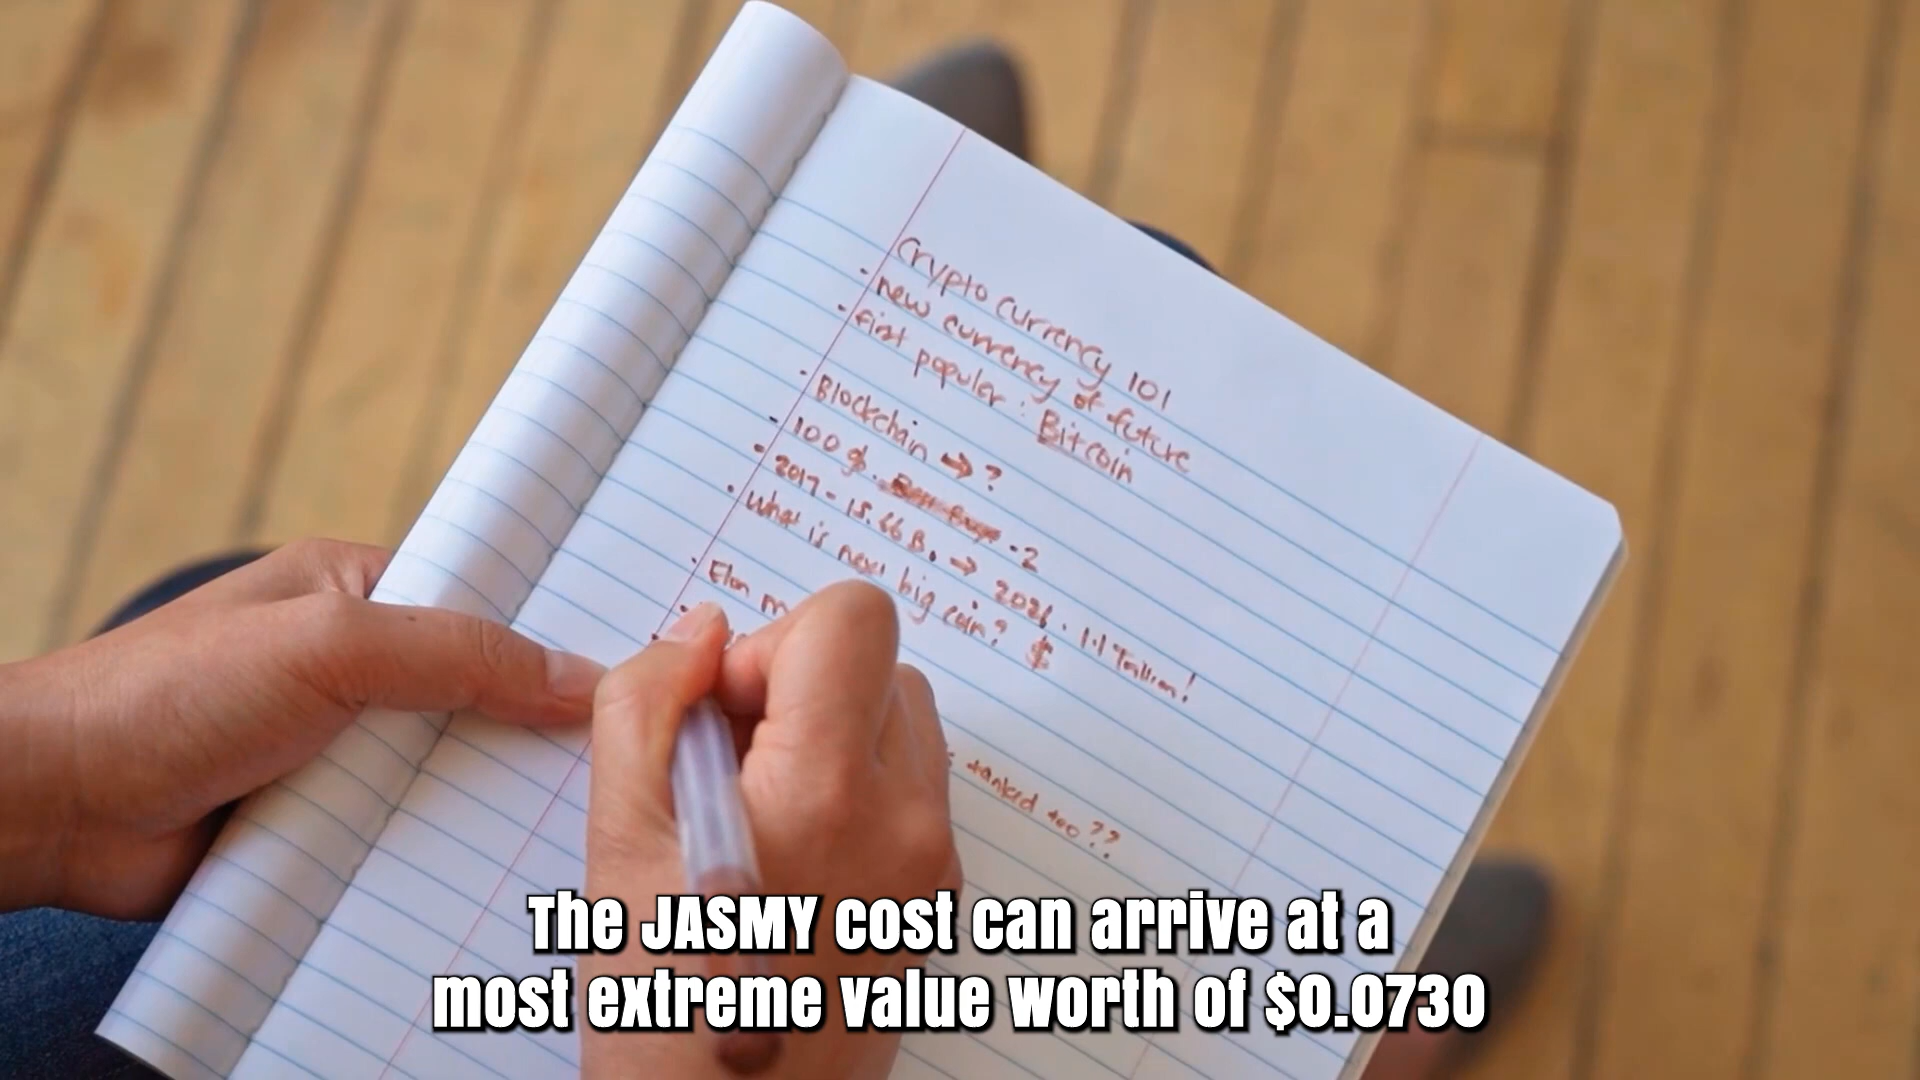 Crypto currency 101
- new currency of future
- first popular : Bitcoin
- Blockchain → ?
- 100 $ . -2
- 2017 - 15.66 B. → 2021 . 1.1 Trillion!
- What is next big coin? $
- Elon m
tanked too ??
The JASMY cost can arrive at a
most extreme value worth of $0.0730